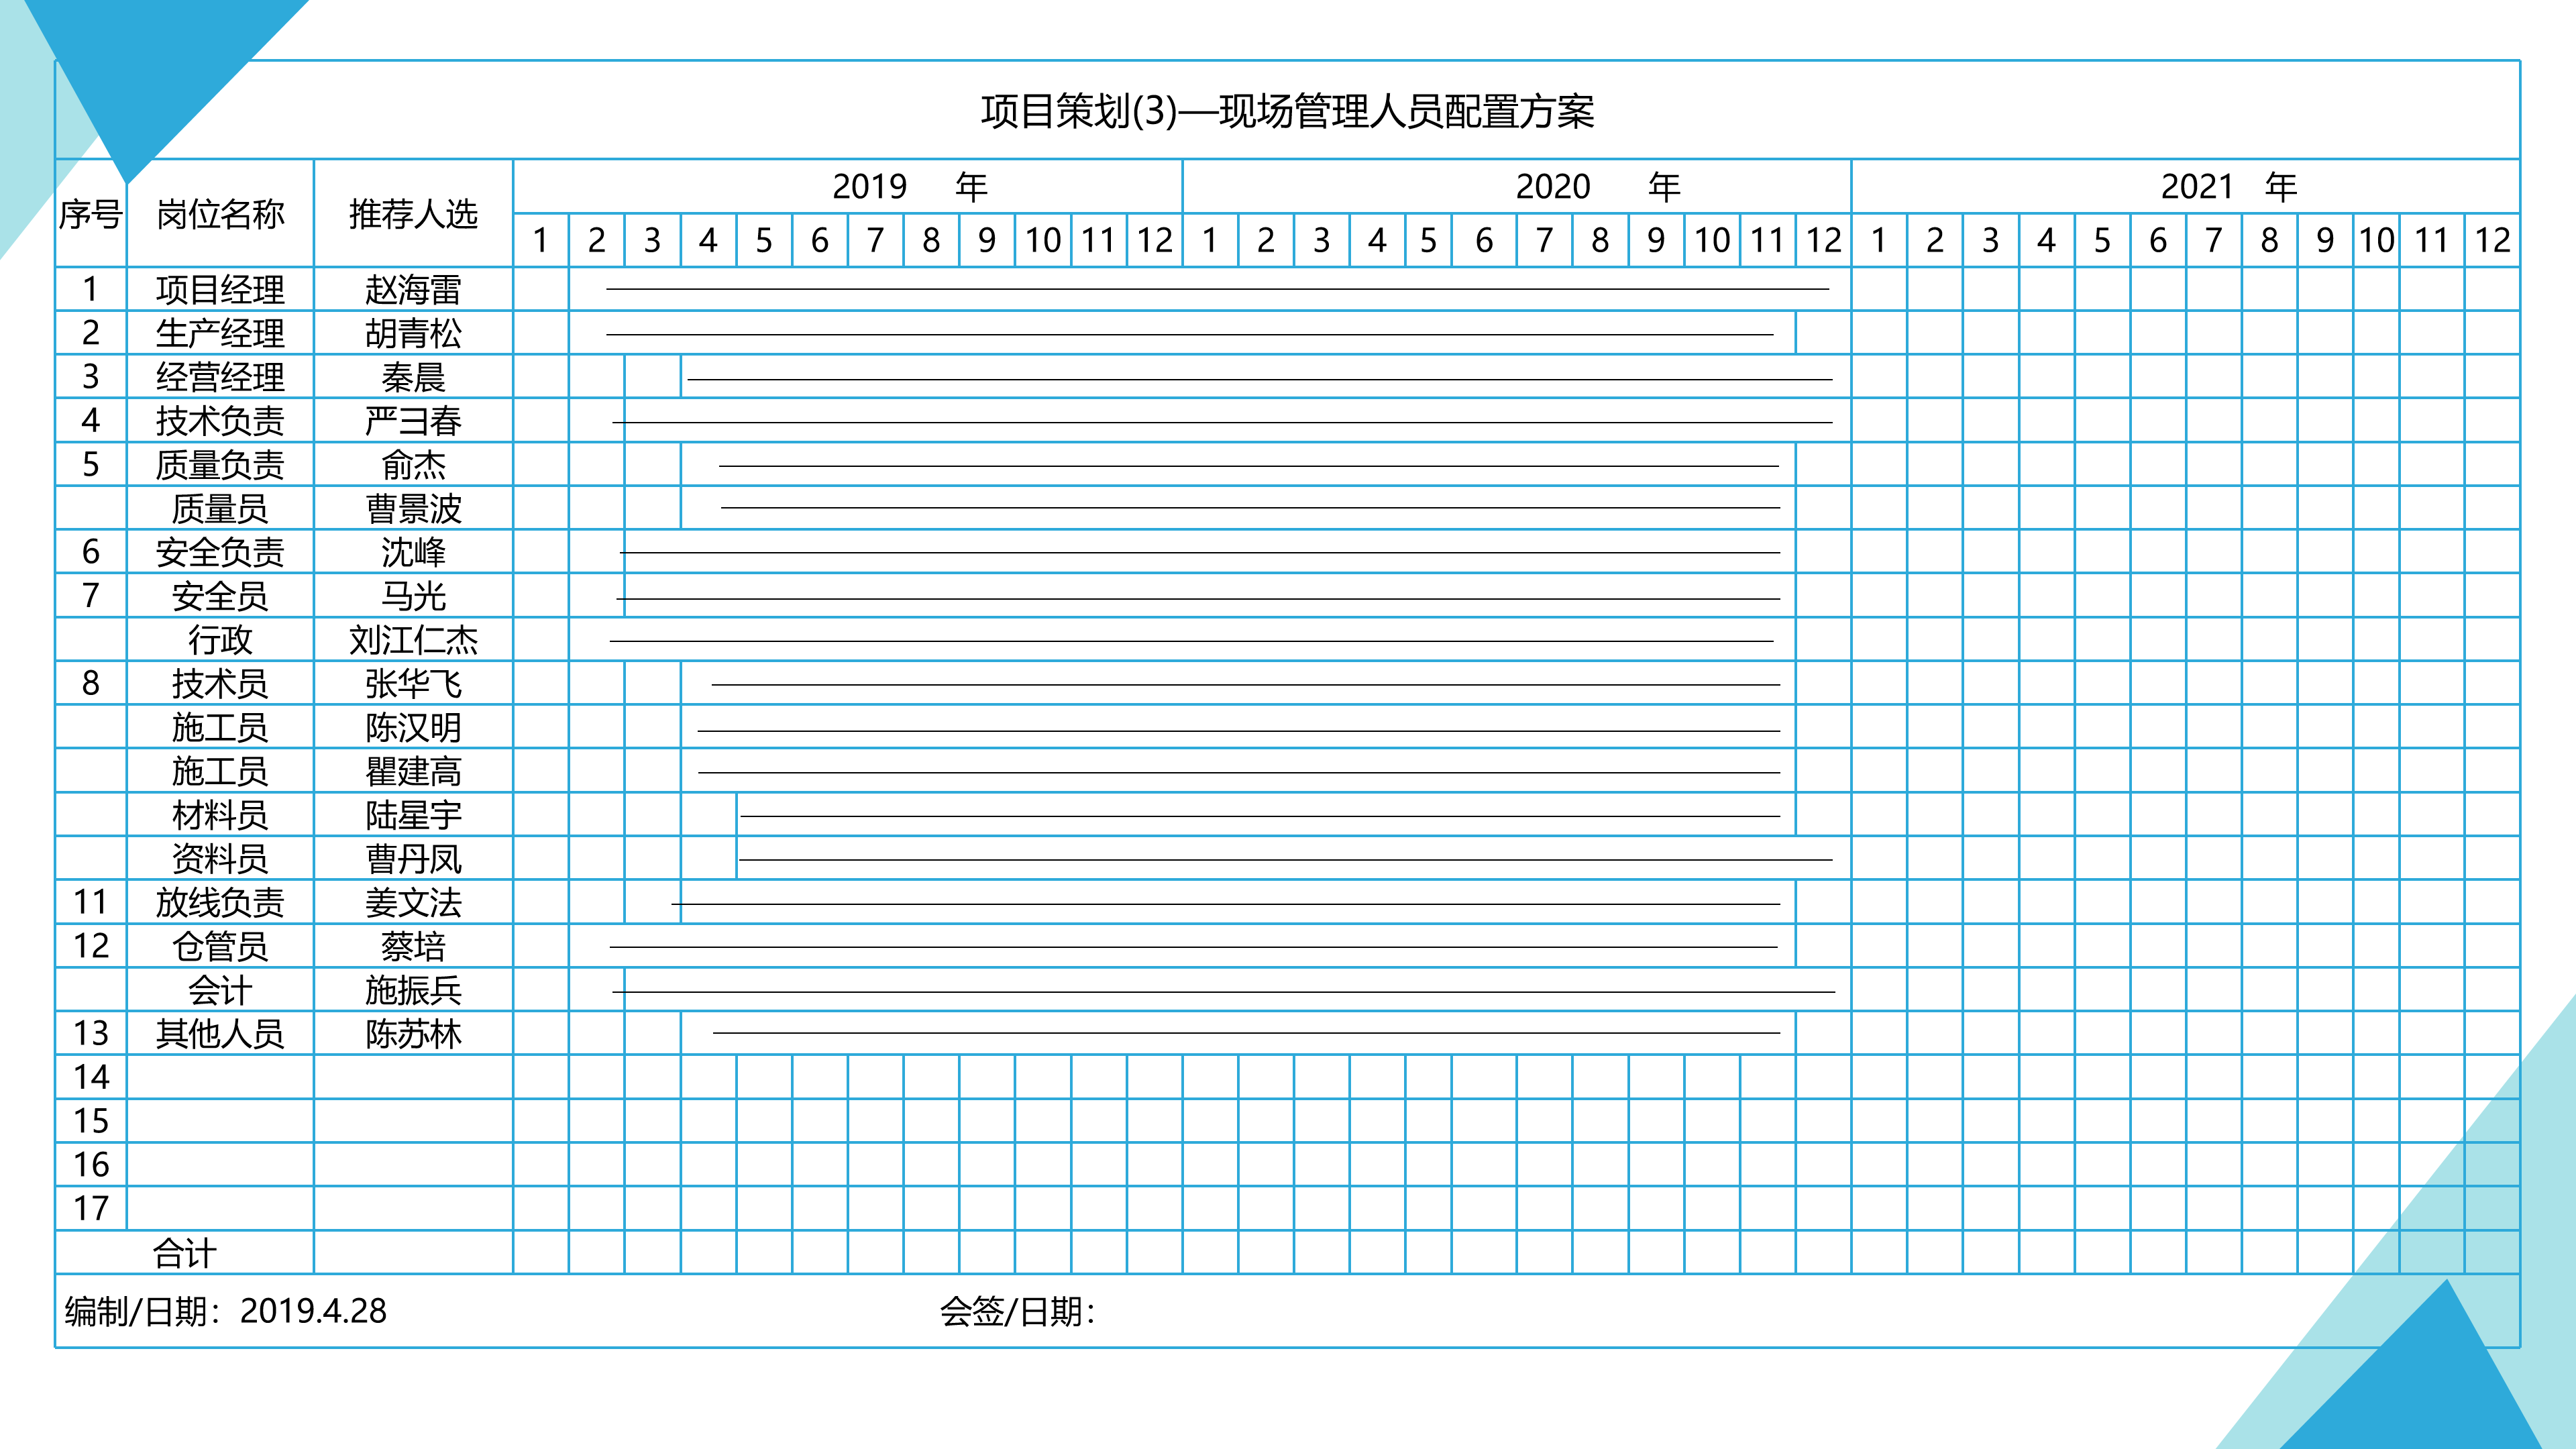 项目策划(3)—现场管理人员配置方案
序号 岗位名称 推荐人选 2019 年 2020 年 2021 年
1 2 3 4 5 6 7 8 9 10 11 12 1 2 3 4 5 6 7 8 9 10 11 12 1 2 3 4 5 6 7 8 9 10 11 12
1 项目经理 赵海雷
2 生产经理 胡青松
3 经营经理 秦晨
4 技术负责 严彐春
5 质量负责 俞杰
质量员 曹景波
6 安全负责 沈峰
7 安全员 马光
行政 刘江仁杰
8 技术员 张华飞
施工员 陈汉明
施工员 瞿建高
材料员 陆星宇
资料员 曹丹凤
11 放线负责 姜文法
12 仓管员 蔡培
会计 施振兵
13 其他人员 陈苏林
14
15
16
17
合计
编制/日期：2019.4.28 会签/日期：